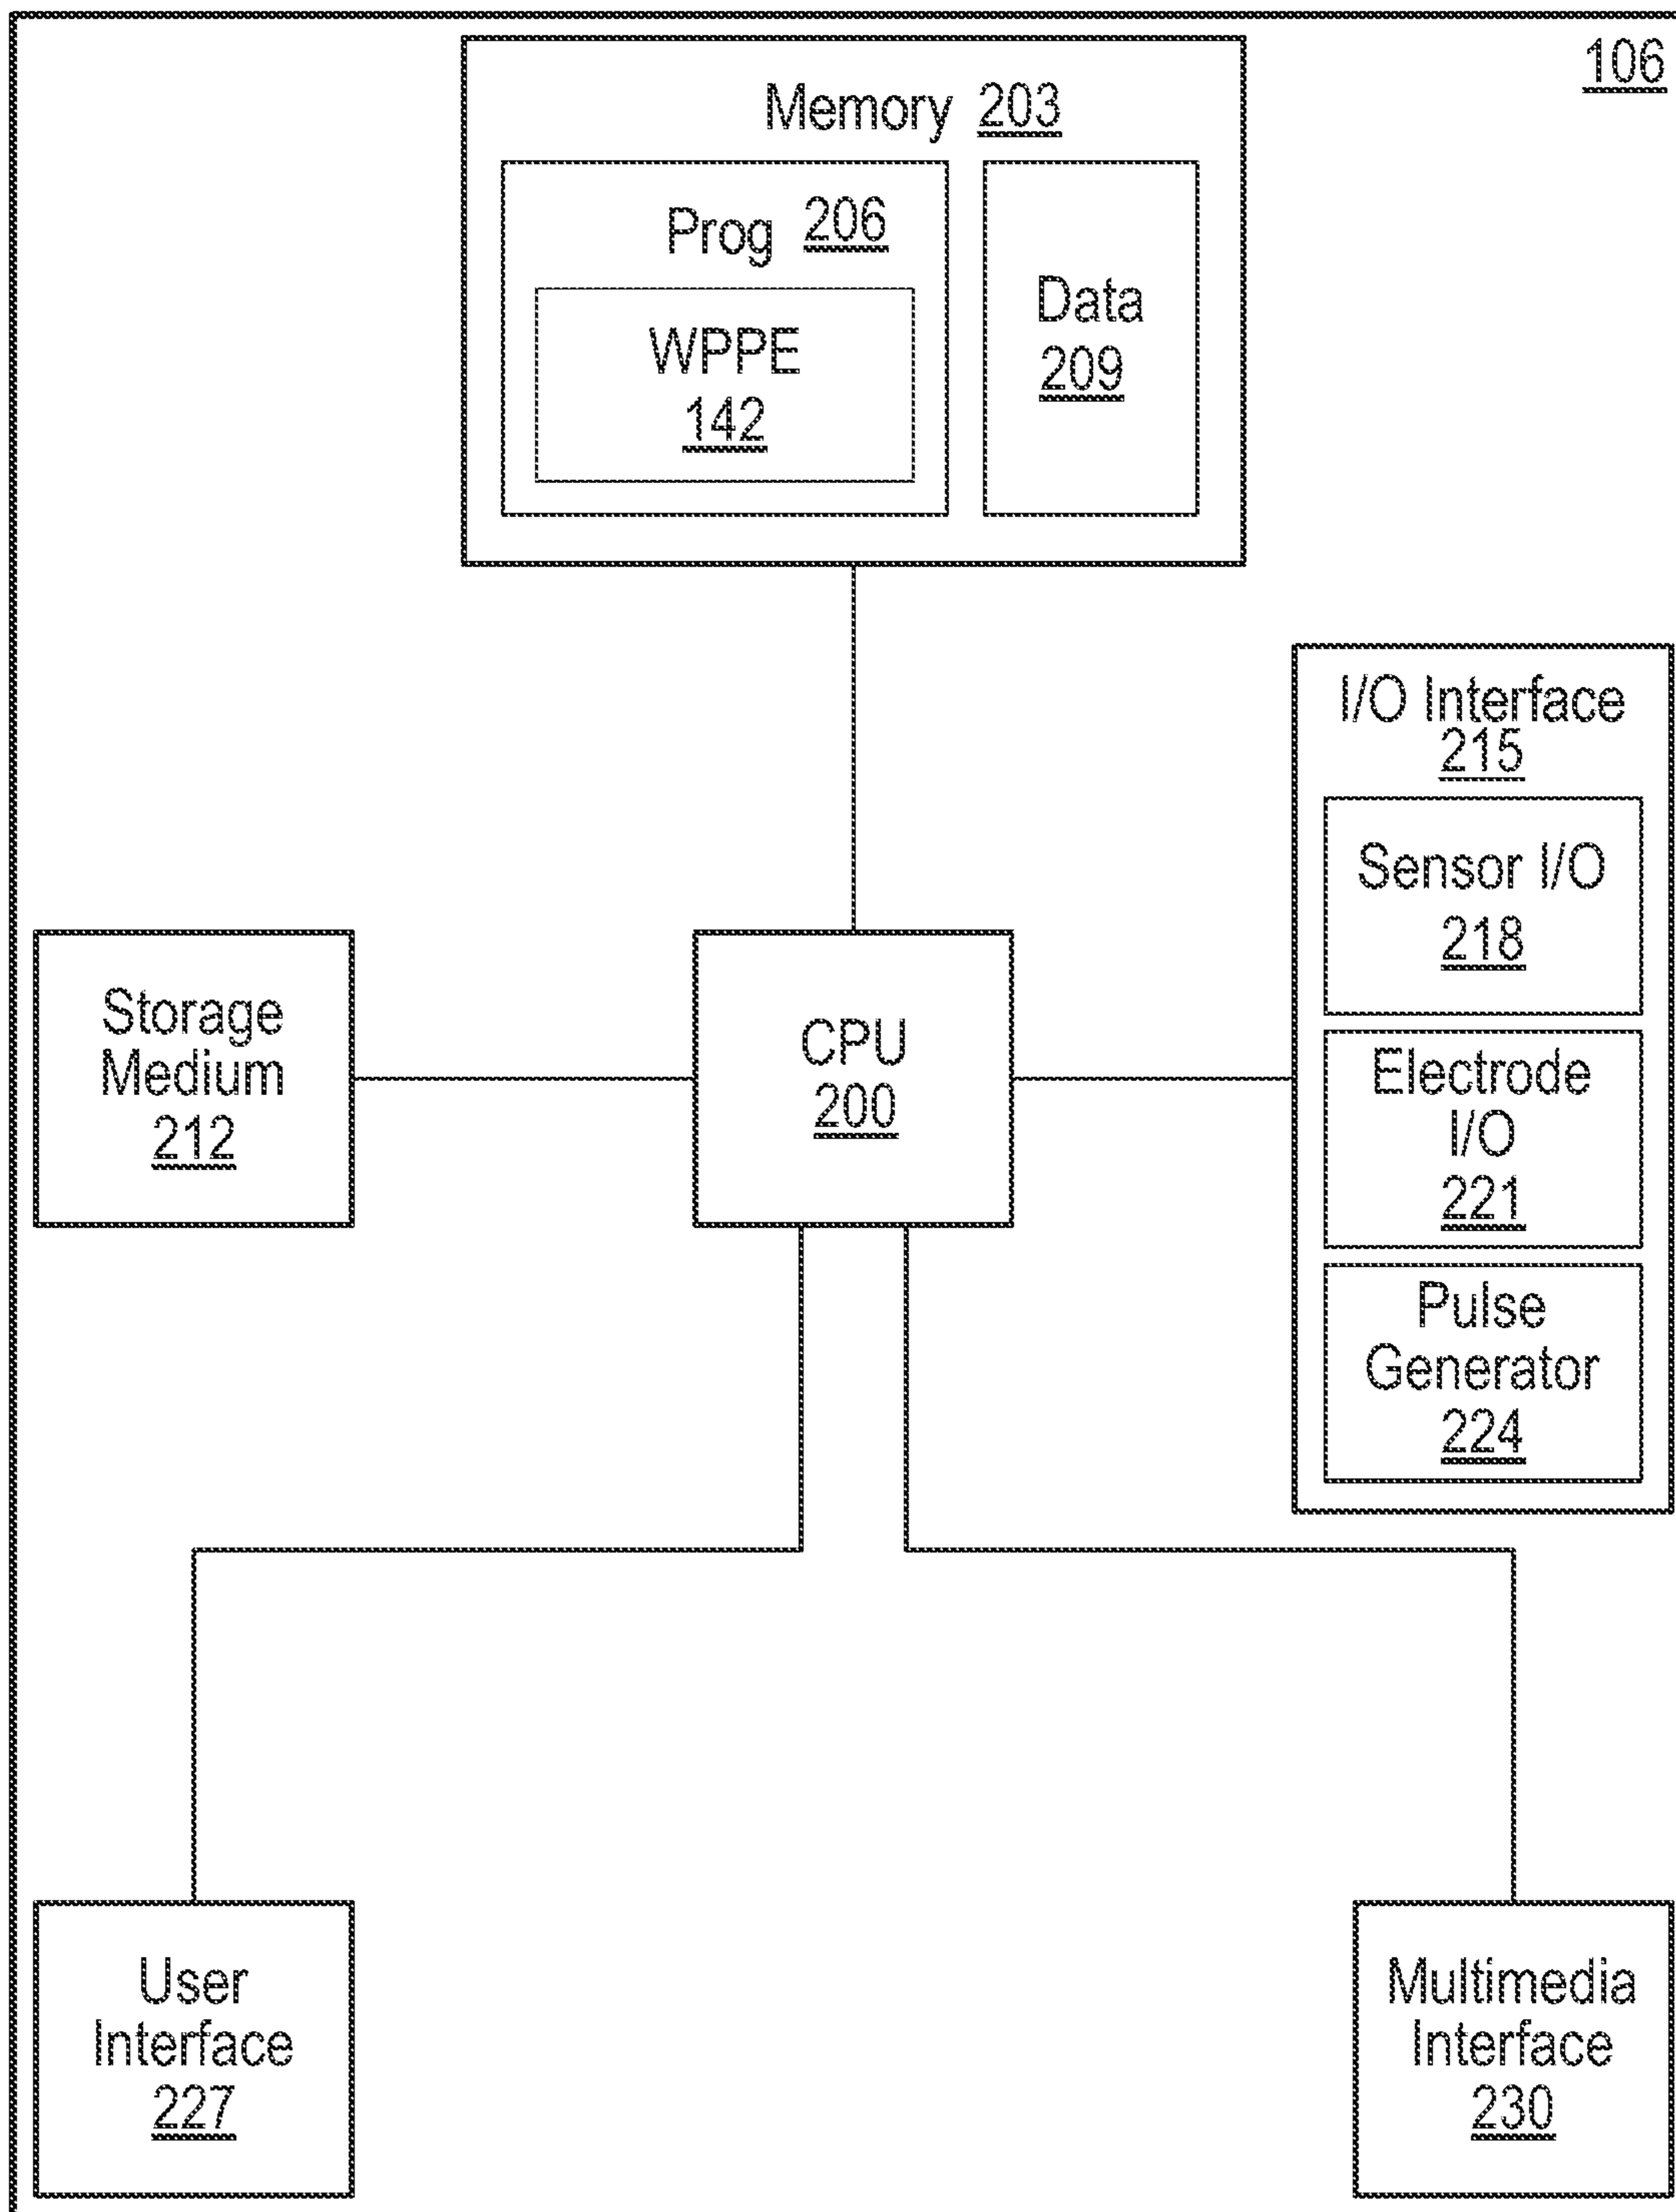 106
Memory 203
Prog 206
WPPE
142
Data
209
I/O Interface
215
Sensor I/O
218
Electrode
I/O
221
Pulse
Generator
224
Storage
Medium
212
CPU
200
User
Interface
227
Multimedia
Interface
230